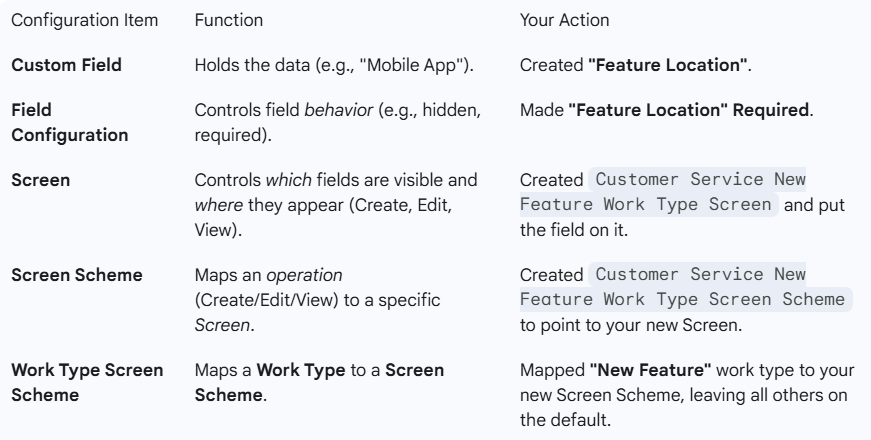 Configuration Item Function Your Action
Custom Field Holds the data (e.g., "Mobile App"). Created "Feature Location".
Field Configuration Controls field behavior (e.g., hidden, required). Made "Feature Location" Required.
Screen Controls which fields are visible and where they appear (Create, Edit, View). Created Customer Service New Feature Work Type Screen and put the field on it.
Screen Scheme Maps an operation (Create/Edit/View) to a specific Screen. Created Customer Service New Feature Work Type Screen Scheme to point to your new Screen.
Work Type Screen Scheme Maps a Work Type to a Screen Scheme. Mapped "New Feature" work type to your new Screen Scheme, leaving all others on the default.